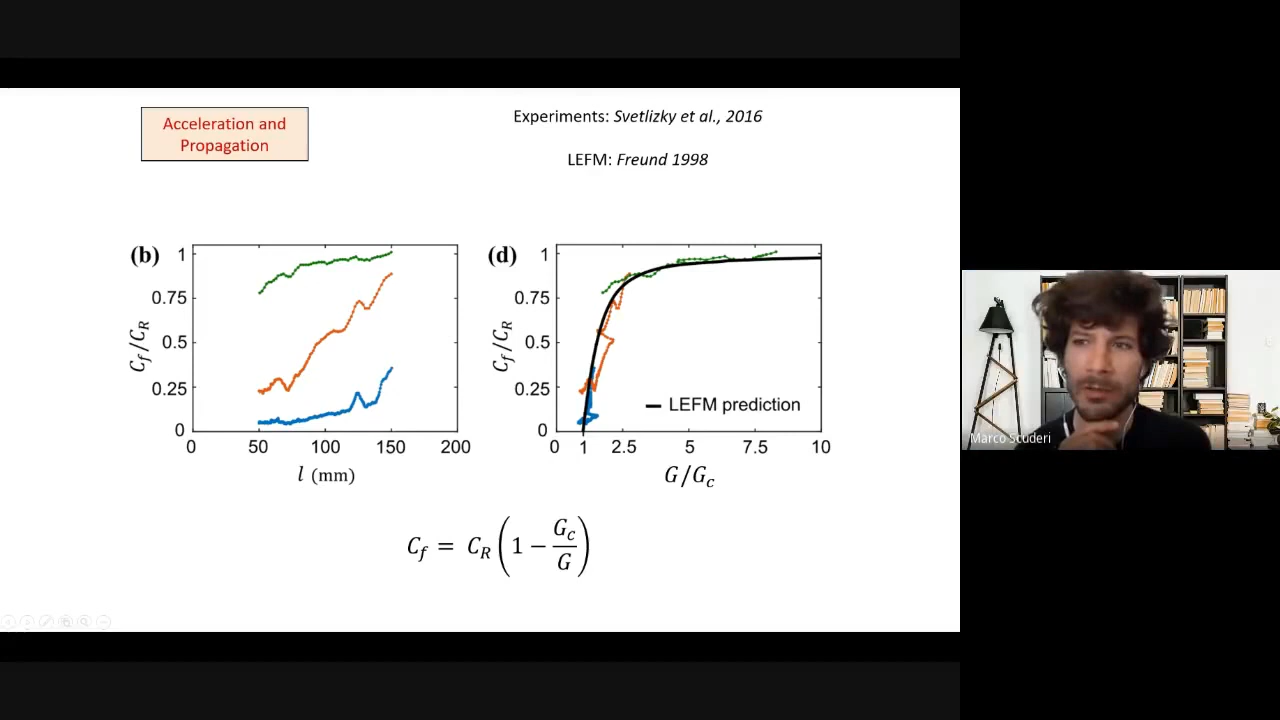 Acceleration and
Propagation
Experiments: Svetlizky et al., 2016
LEFM: Freund 1998
(b)
1
0.75
0.5
0.25
0
C_f/C_R
0 50 100 150 200
l (mm)
(d)
1
0.75
0.5
0.25
0
C_f/C_R
LEFM prediction
0 1 2.5 5 7.5 10
G/G_c
C_f = C_R (1 − G_c/G)
Marco Scuderi